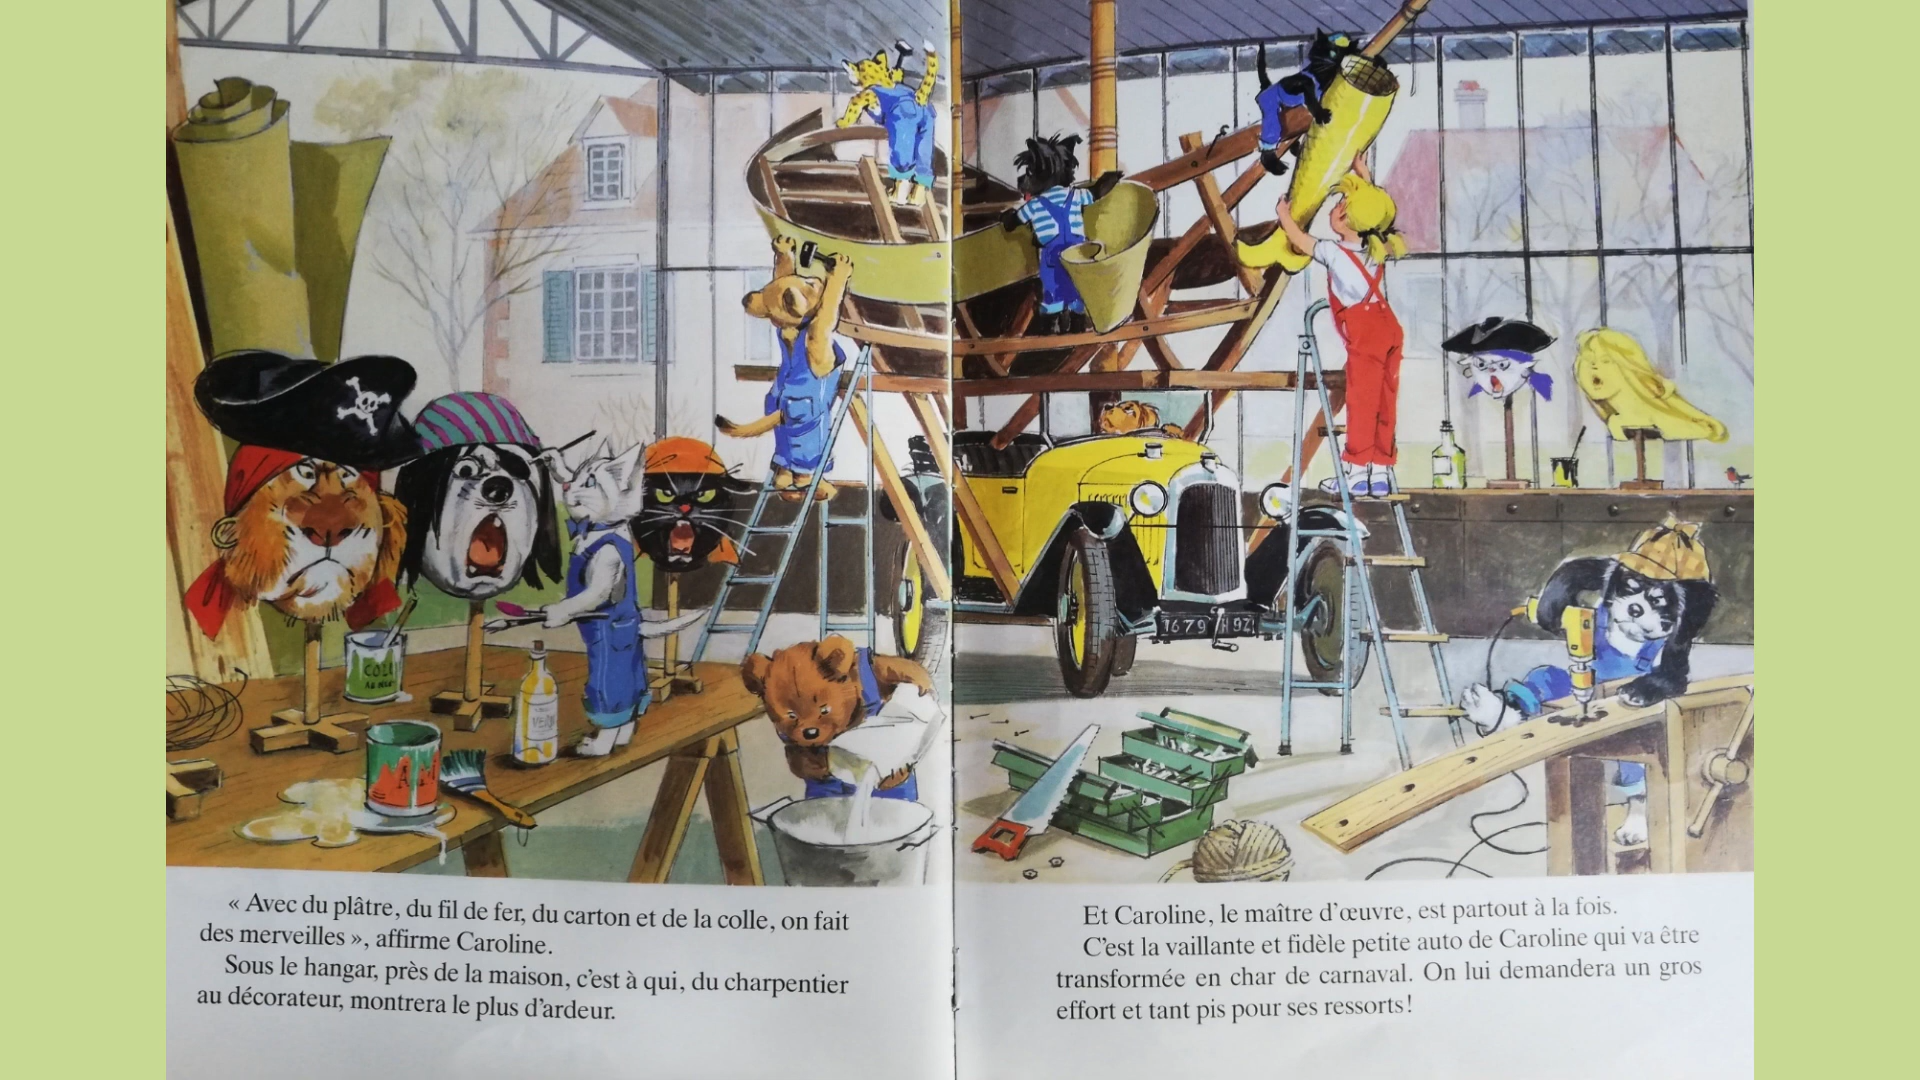 COLLE
1679 H 92
« Avec du plâtre, du fil de fer, du carton et de la colle, on fait
des merveilles », affirme Caroline.
Sous le hangar, près de la maison, c'est à qui, du charpentier
au décorateur, montrera le plus d'ardeur.
Et Caroline, le maître d'œuvre, est partout à la fois.
C'est la vaillante et fidèle petite auto de Caroline qui va être
transformée en char de carnaval. On lui demandera un gros
effort et tant pis pour ses ressorts !